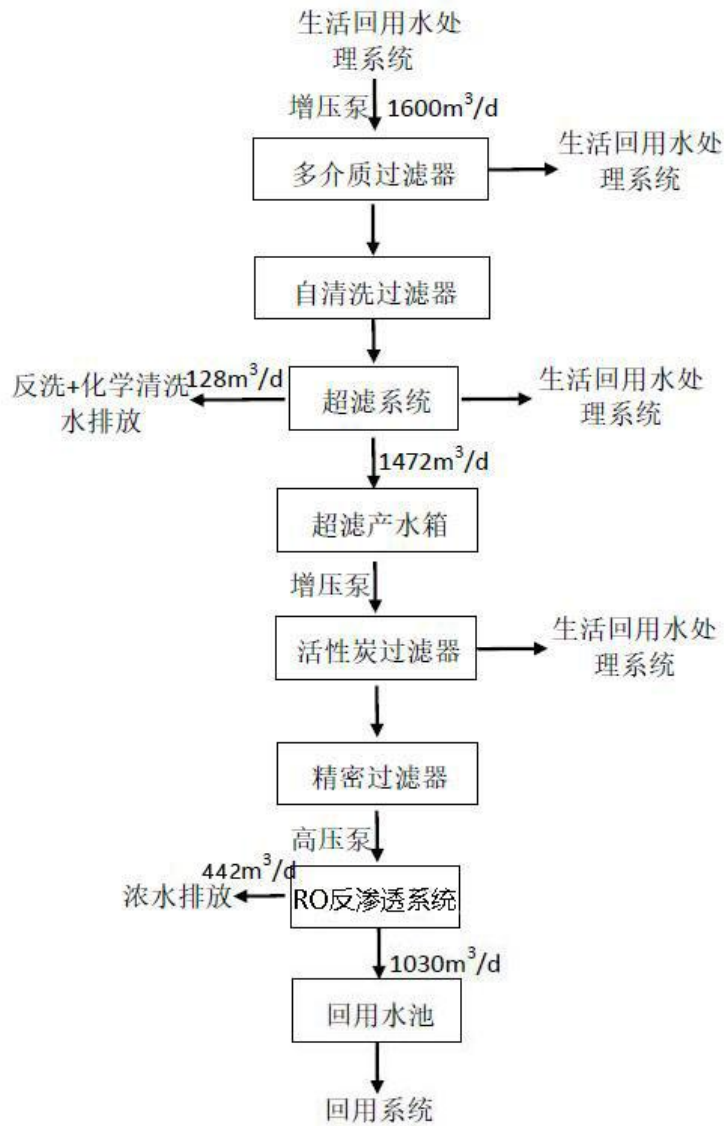 生活回用水处
理系统
增压泵
1600m³/d
多介质过滤器
生活回用水处
理系统
自清洗过滤器
128m³/d
反洗+化学清洗
水排放
超滤系统
生活回用水处
理系统
1472m³/d
超滤产水箱
增压泵
活性炭过滤器
生活回用水处
理系统
精密过滤器
高压泵
442m³/d
浓水排放
RO反渗透系统
1030m³/d
回用水池
回用系统